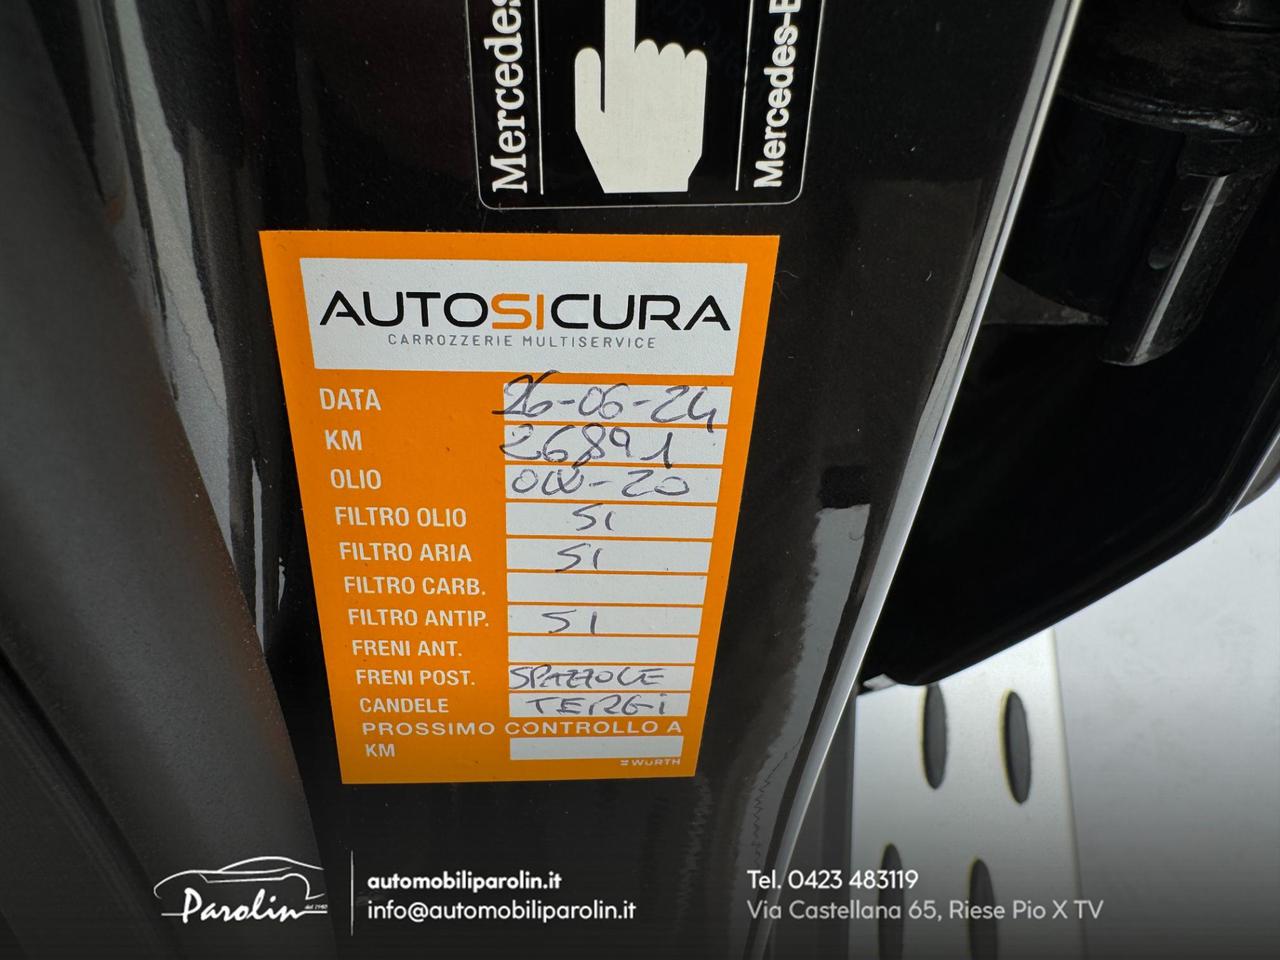 Mercedes
Mercedes-B
AUTOSICURA
CARROZZERIE MULTISERVICE
DATA 26-06-24
KM 26891
OLIO 0W-20
FILTRO OLIO SI
FILTRO ARIA SI
FILTRO CARB.
FILTRO ANTIP. SI
FRENI ANT.
FRENI POST. SPAZZOLE
CANDELE TERGI
PROSSIMO CONTROLLO A
KM
WÜRTH
Parolin
automobiliparolin.it
info@automobiliparolin.it
Tel. 0423 483119
Via Castellana 65, Riese Pio X TV